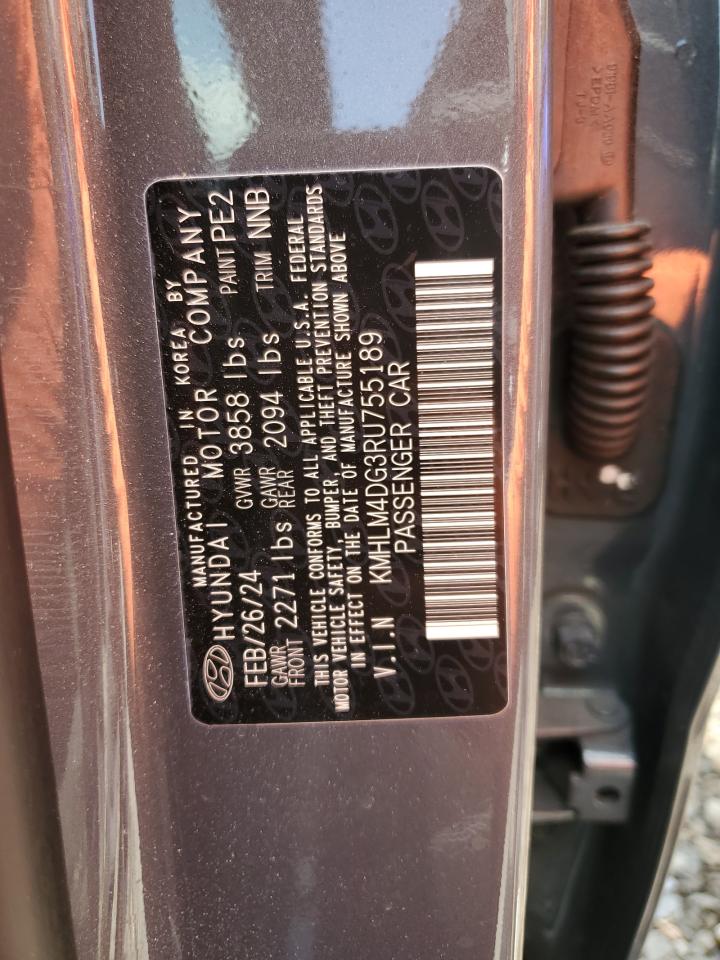 MANUFACTURED IN KOREA BY
HYUNDAI MOTOR COMPANY
FEB/26/24 GVWR 3858 lbs PAINT PE2
GAWR FRONT 2271 lbs GAWR REAR 2094 lbs TRIM NNB
THIS VEHICLE CONFORMS TO ALL APPLICABLE U.S.A. FEDERAL
MOTOR VEHICLE SAFETY, BUMPER, AND THEFT PREVENTION STANDARDS
IN EFFECT ON THE DATE OF MANUFACTURE SHOWN ABOVE
V.I.N KMHLM4DG3RU755189
PASSENGER CAR